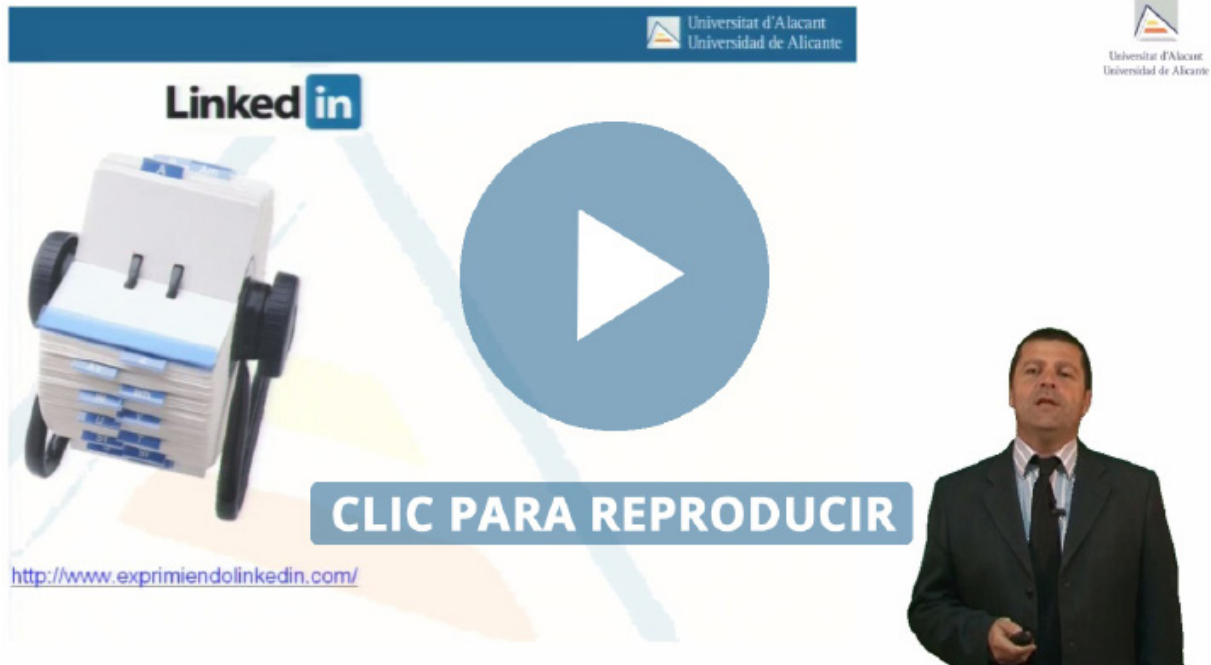 Universitat d'Alacant
Universidad de Alicante
Universitat d'Alacant
Universidad de Alicante
Linked in
A
CLIC PARA REPRODUCIR
http://www.exprimiendolinkedin.com/